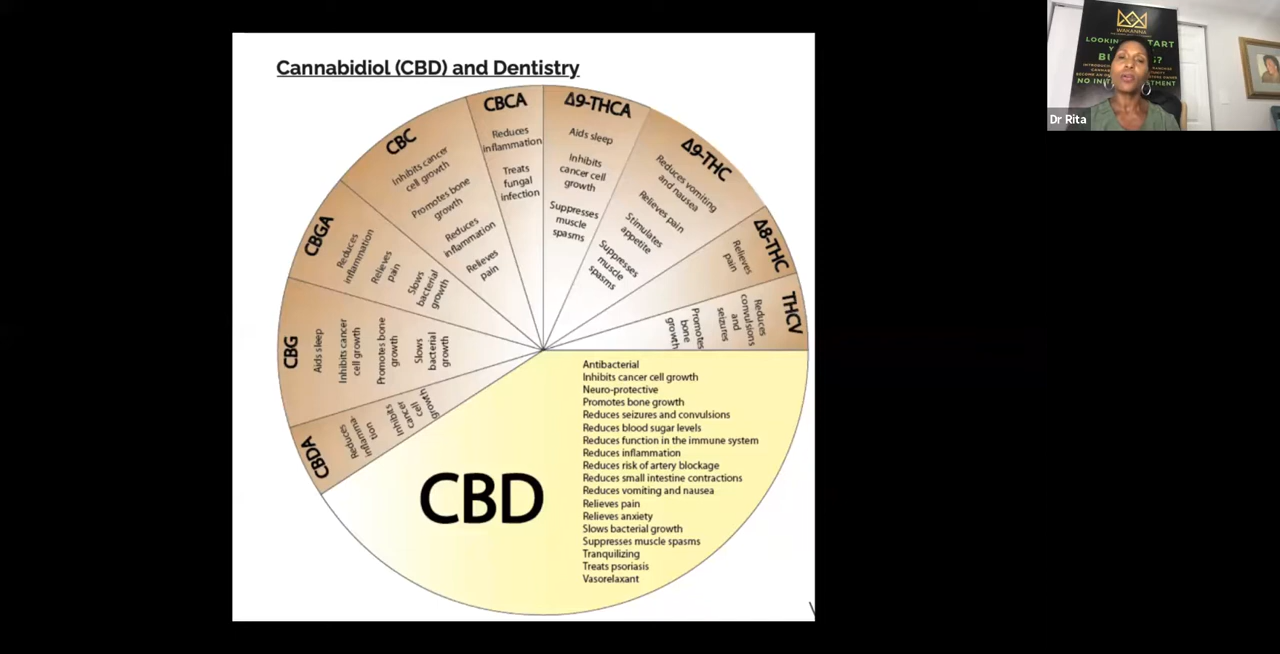 Cannabidiol (CBD) and Dentistry
CBDA
Reduces
inflamma-
tion
Inhibits
cancer
cell
growth
CBG
Aids sleep
Inhibits cancer
cell growth
Promotes bone
growth
Slows
bacterial
growth
CBGA
Reduces
inflammation
Relieves
pain
Slows
bacterial
growth
CBC
Inhibits cancer
cell growth
Promotes bone
growth
Reduces
inflammation
Relieves
pain
CBCA
Reduces
inflammation
Treats
fungal
infection
Δ9-THCA
Aids sleep
Inhibits
cancer cell
growth
Suppresses
muscle
spasms
Δ9-THC
Reduces vomiting
and nausea
Relieves pain
Stimulates
appetite
Suppresses
muscle
spasms
Δ8-THC
Relieves
pain
THCV
Reduces
convulsions
and
seizures
Promotes
bone
growth
CBD
Antibacterial
Inhibits cancer cell growth
Neuro-protective
Promotes bone growth
Reduces seizures and convulsions
Reduces blood sugar levels
Reduces function in the immune system
Reduces inflammation
Reduces risk of artery blockage
Reduces small intestine contractions
Reduces vomiting and nausea
Relieves pain
Relieves anxiety
Slows bacterial growth
Suppresses muscle spasms
Tranquilizing
Treats psoriasis
Vasorelaxant
WAKANNA
LOOKING START
Y
B S?
NO INIT STMENT
Dr Rita